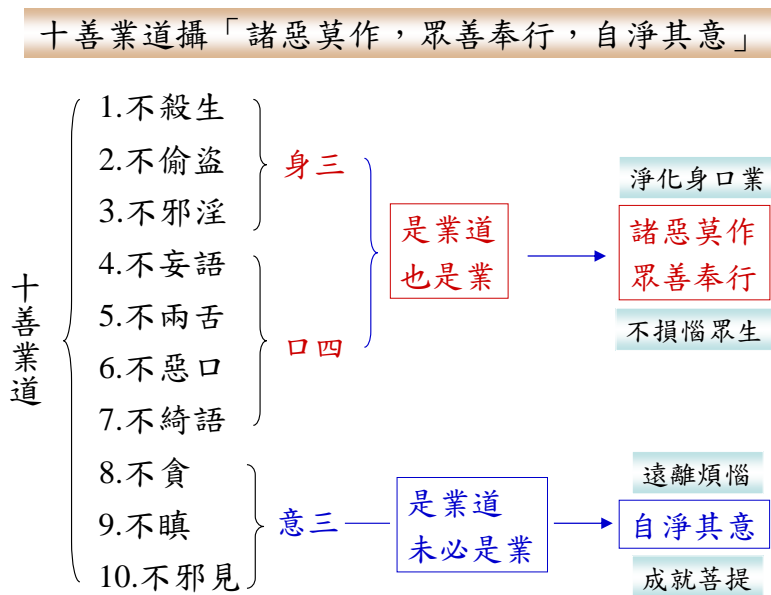 十善業道攝「諸惡莫作，眾善奉行，自淨其意」
十善業道
1.不殺生
2.不偷盜
3.不邪淫
身三
4.不妄語
5.不兩舌
6.不惡口
7.不綺語
口四
是業道
也是業
淨化身口業
諸惡莫作
眾善奉行
不損惱眾生
8.不貪
9.不瞋
10.不邪見
意三
是業道
未必是業
遠離煩惱
自淨其意
成就菩提